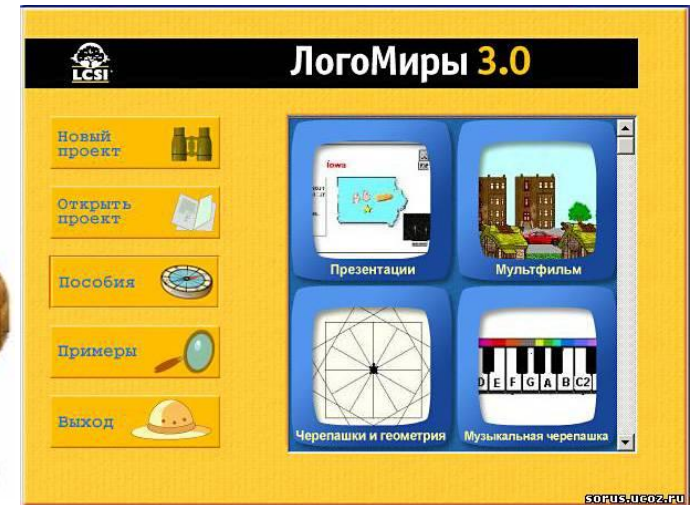 LCSI
ЛогоМиры 3.0
Новый
проект
Открыть
проект
Пособия
Примеры
Выход
Iowa
Презентации
Мультфильм
D E F G A B C2
Черепашки и геометрия
Музыкальная черепашка
sorus.ucoz.ru